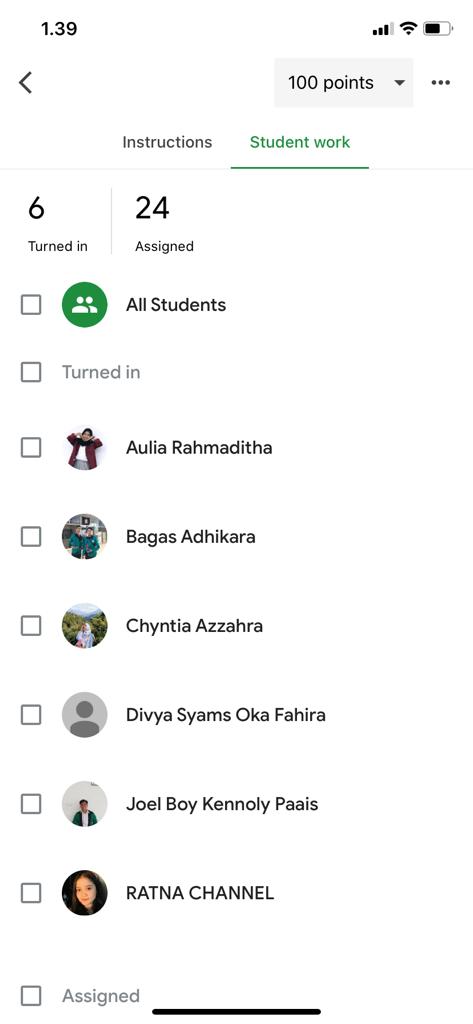 1.39
100 points
Instructions
Student work
6
24
Turned in
Assigned
All Students
Turned in
Aulia Rahmaditha
Bagas Adhikara
Chyntia Azzahra
Divya Syams Oka Fahira
Joel Boy Kennoly Paais
RATNA CHANNEL
Assigned